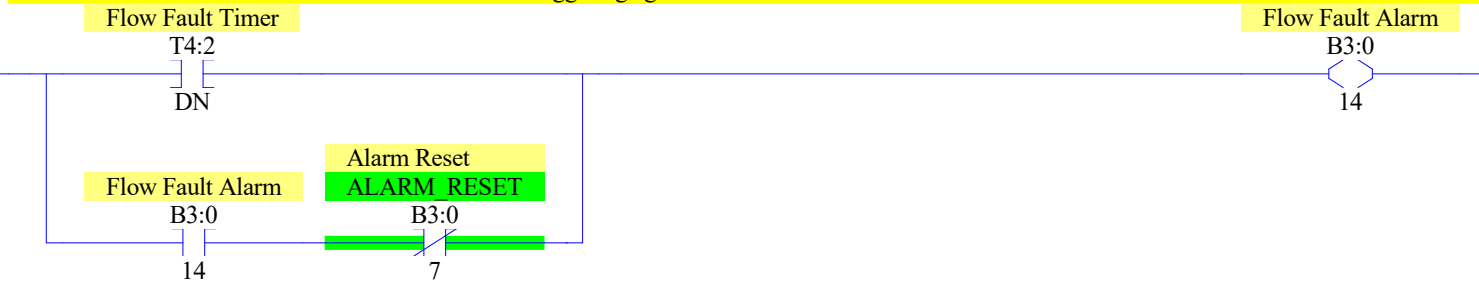 Flow Fault Timer
T4:2
DN
Flow Fault Alarm
B3:0
14
Alarm Reset
Flow Fault Alarm
ALARM_RESET
B3:0
B3:0
14
7